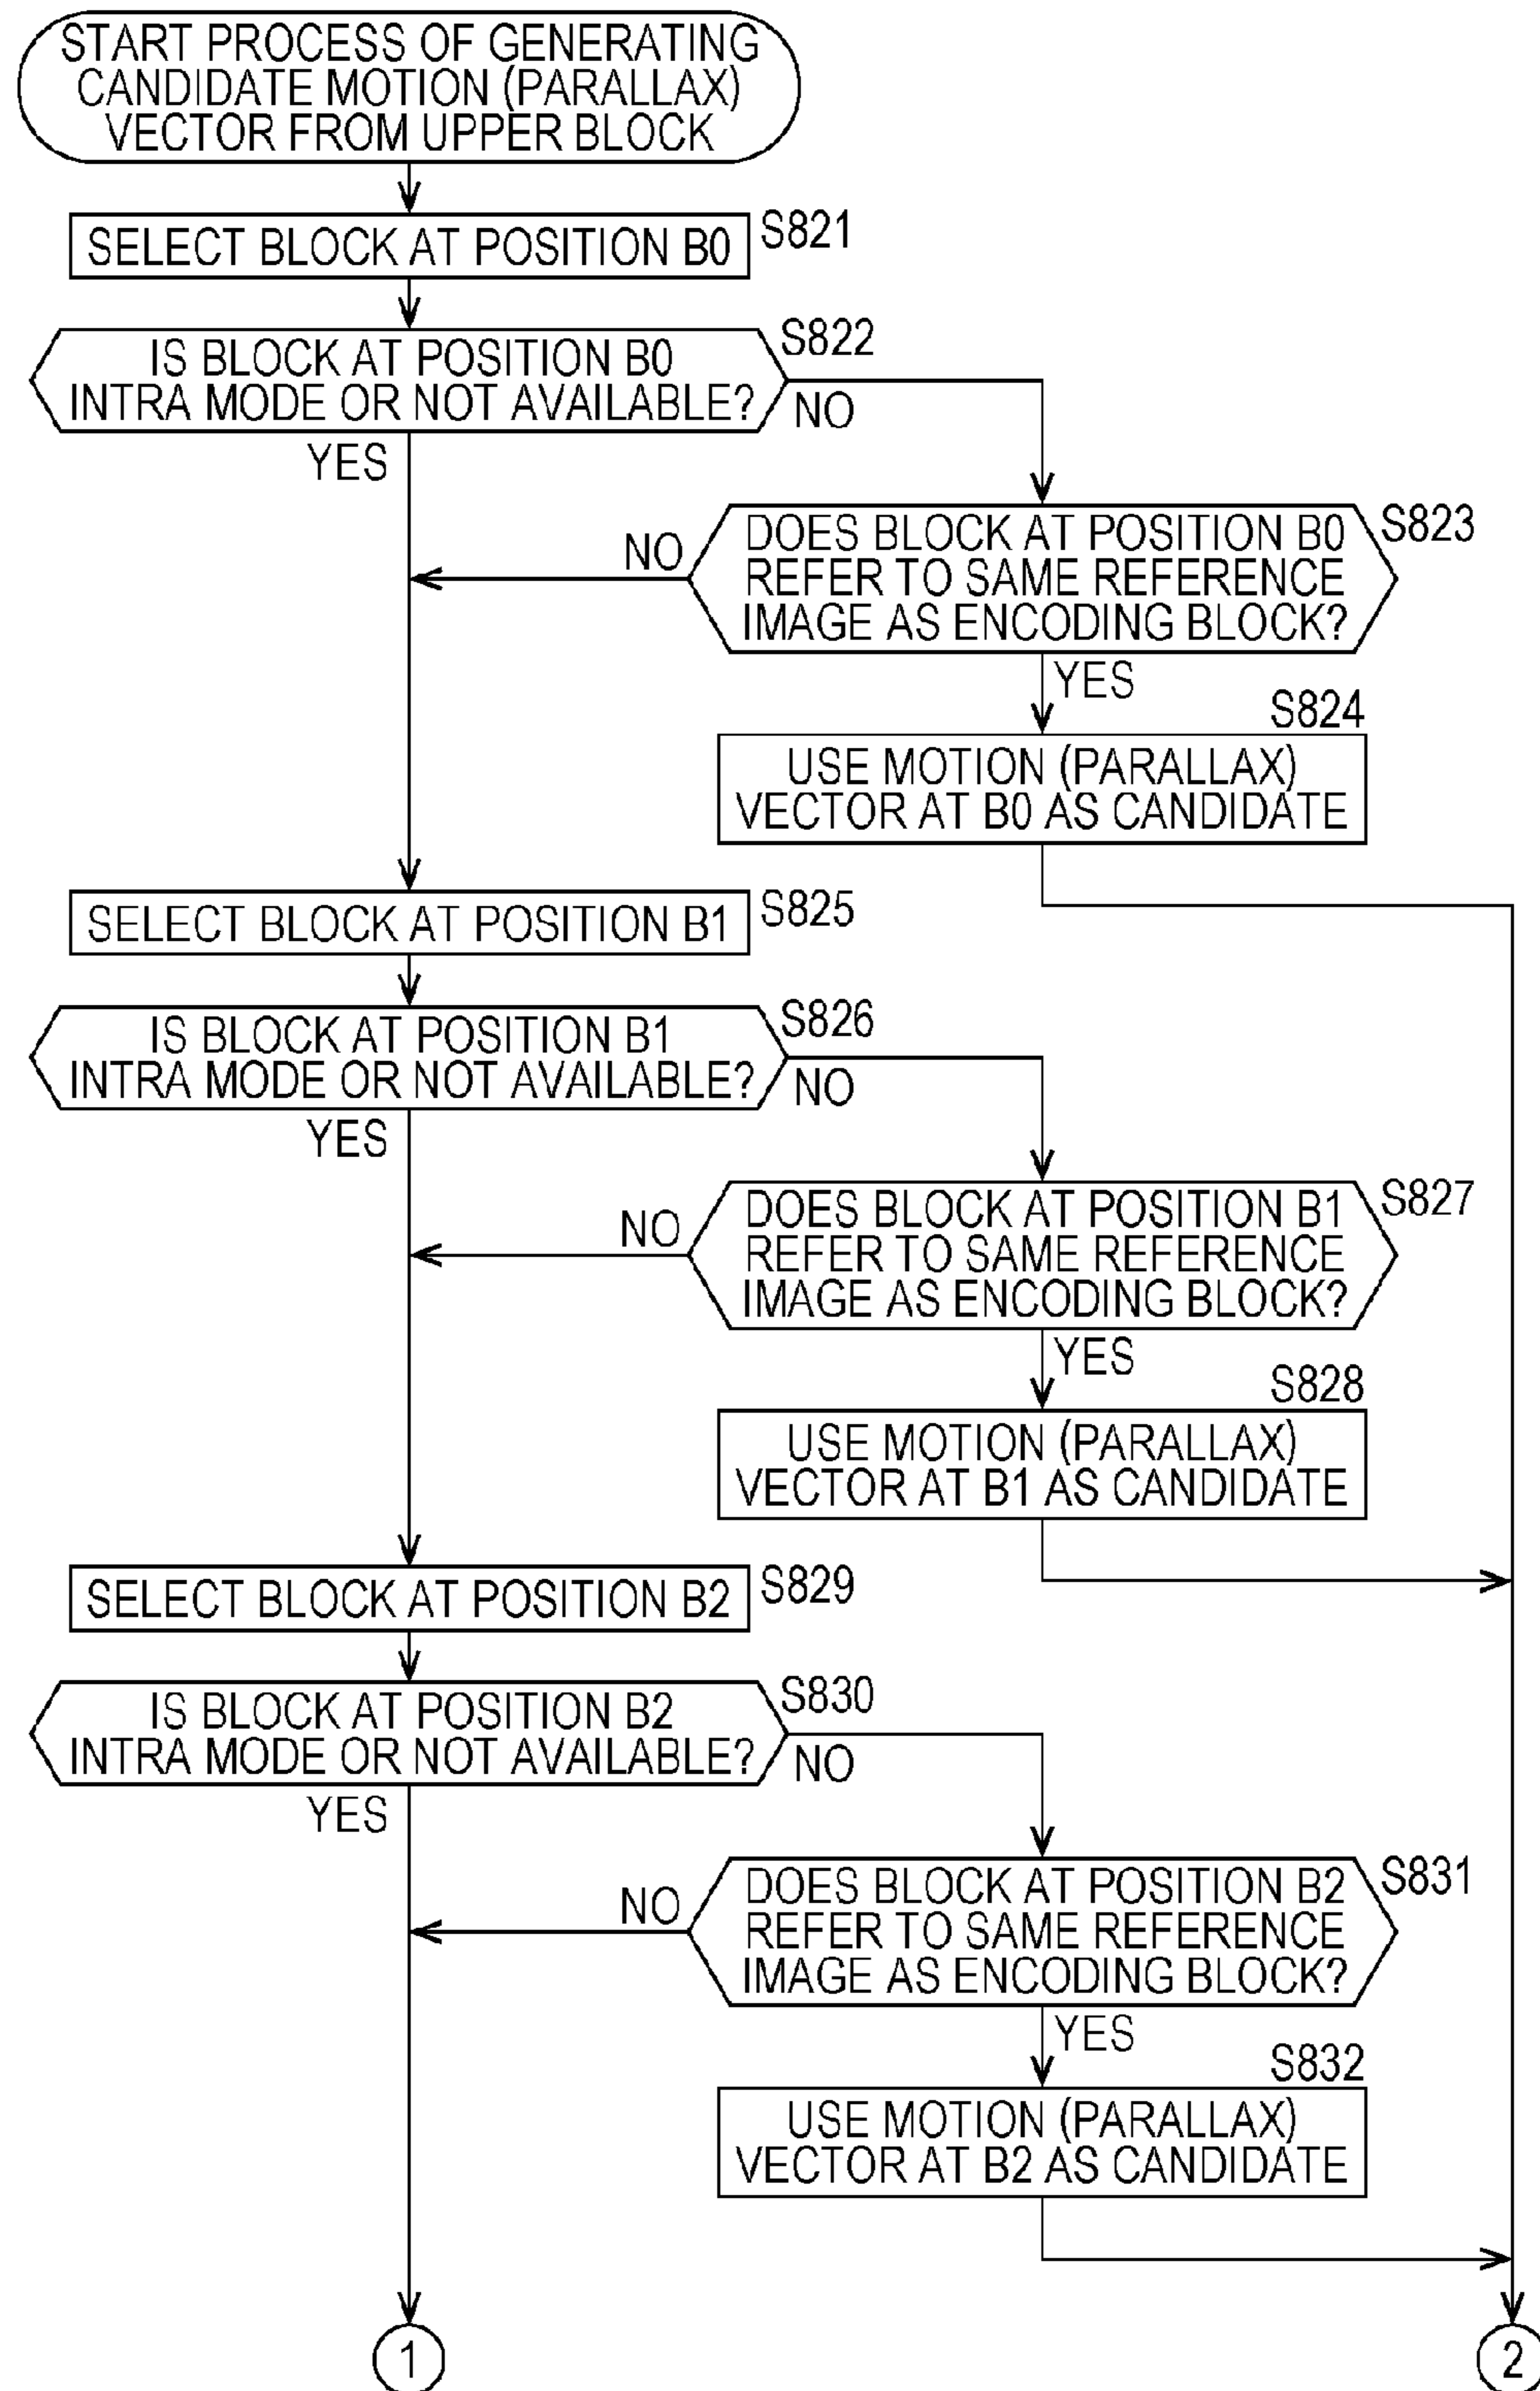 START PROCESS OF GENERATING
CANDIDATE MOTION (PARALLAX)
VECTOR FROM UPPER BLOCK
SELECT BLOCK AT POSITION B0
S821
IS BLOCK AT POSITION B0
INTRA MODE OR NOT AVAILABLE?
S822
NO
YES
DOES BLOCK AT POSITION B0
REFER TO SAME REFERENCE
IMAGE AS ENCODING BLOCK?
S823
NO
YES
S824
USE MOTION (PARALLAX)
VECTOR AT B0 AS CANDIDATE
SELECT BLOCK AT POSITION B1
S825
IS BLOCK AT POSITION B1
INTRA MODE OR NOT AVAILABLE?
S826
NO
YES
DOES BLOCK AT POSITION B1
REFER TO SAME REFERENCE
IMAGE AS ENCODING BLOCK?
S827
NO
YES
S828
USE MOTION (PARALLAX)
VECTOR AT B1 AS CANDIDATE
SELECT BLOCK AT POSITION B2
S829
IS BLOCK AT POSITION B2
INTRA MODE OR NOT AVAILABLE?
S830
NO
YES
DOES BLOCK AT POSITION B2
REFER TO SAME REFERENCE
IMAGE AS ENCODING BLOCK?
S831
NO
YES
S832
USE MOTION (PARALLAX)
VECTOR AT B2 AS CANDIDATE
1
2